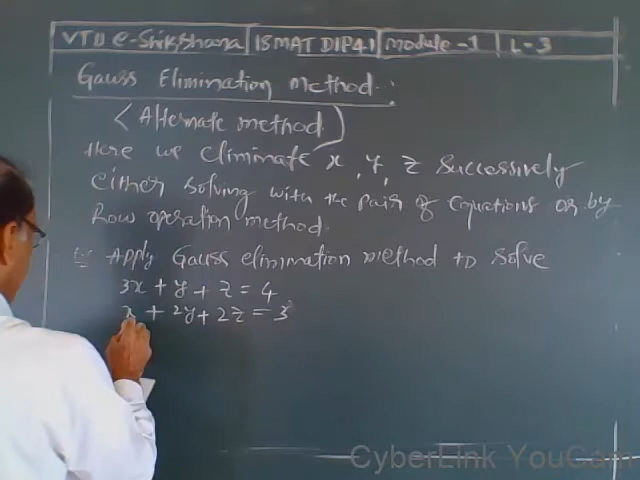 VTU e-Shikshana | 18MATDIP41 | Module-1 | L-3
Gauss Elimination method:
(Alternate method)
Here we eliminate x, y, z successively
either solving with the pair of Equations or by
Row operation method.
Apply Gauss elimination method to solve
3x + y + z = 4
x + 2y + 2z = 3
CyberLink YouCam